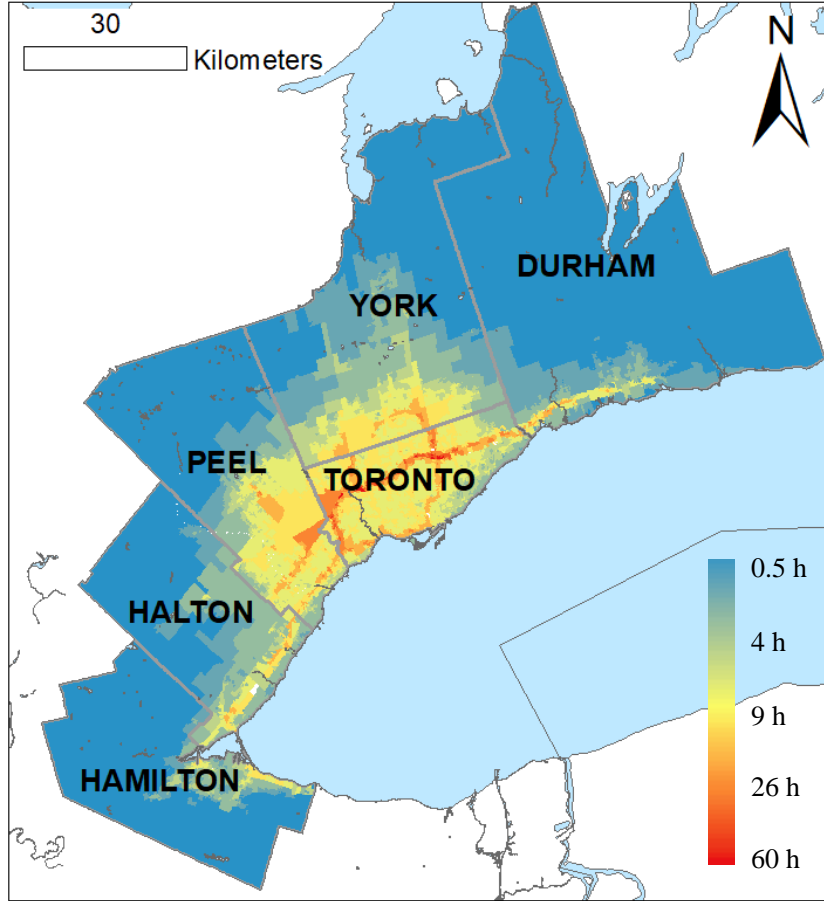 30
Kilometers
N
DURHAM
YORK
PEEL
TORONTO
HALTON
HAMILTON
0.5 h
4 h
9 h
26 h
60 h